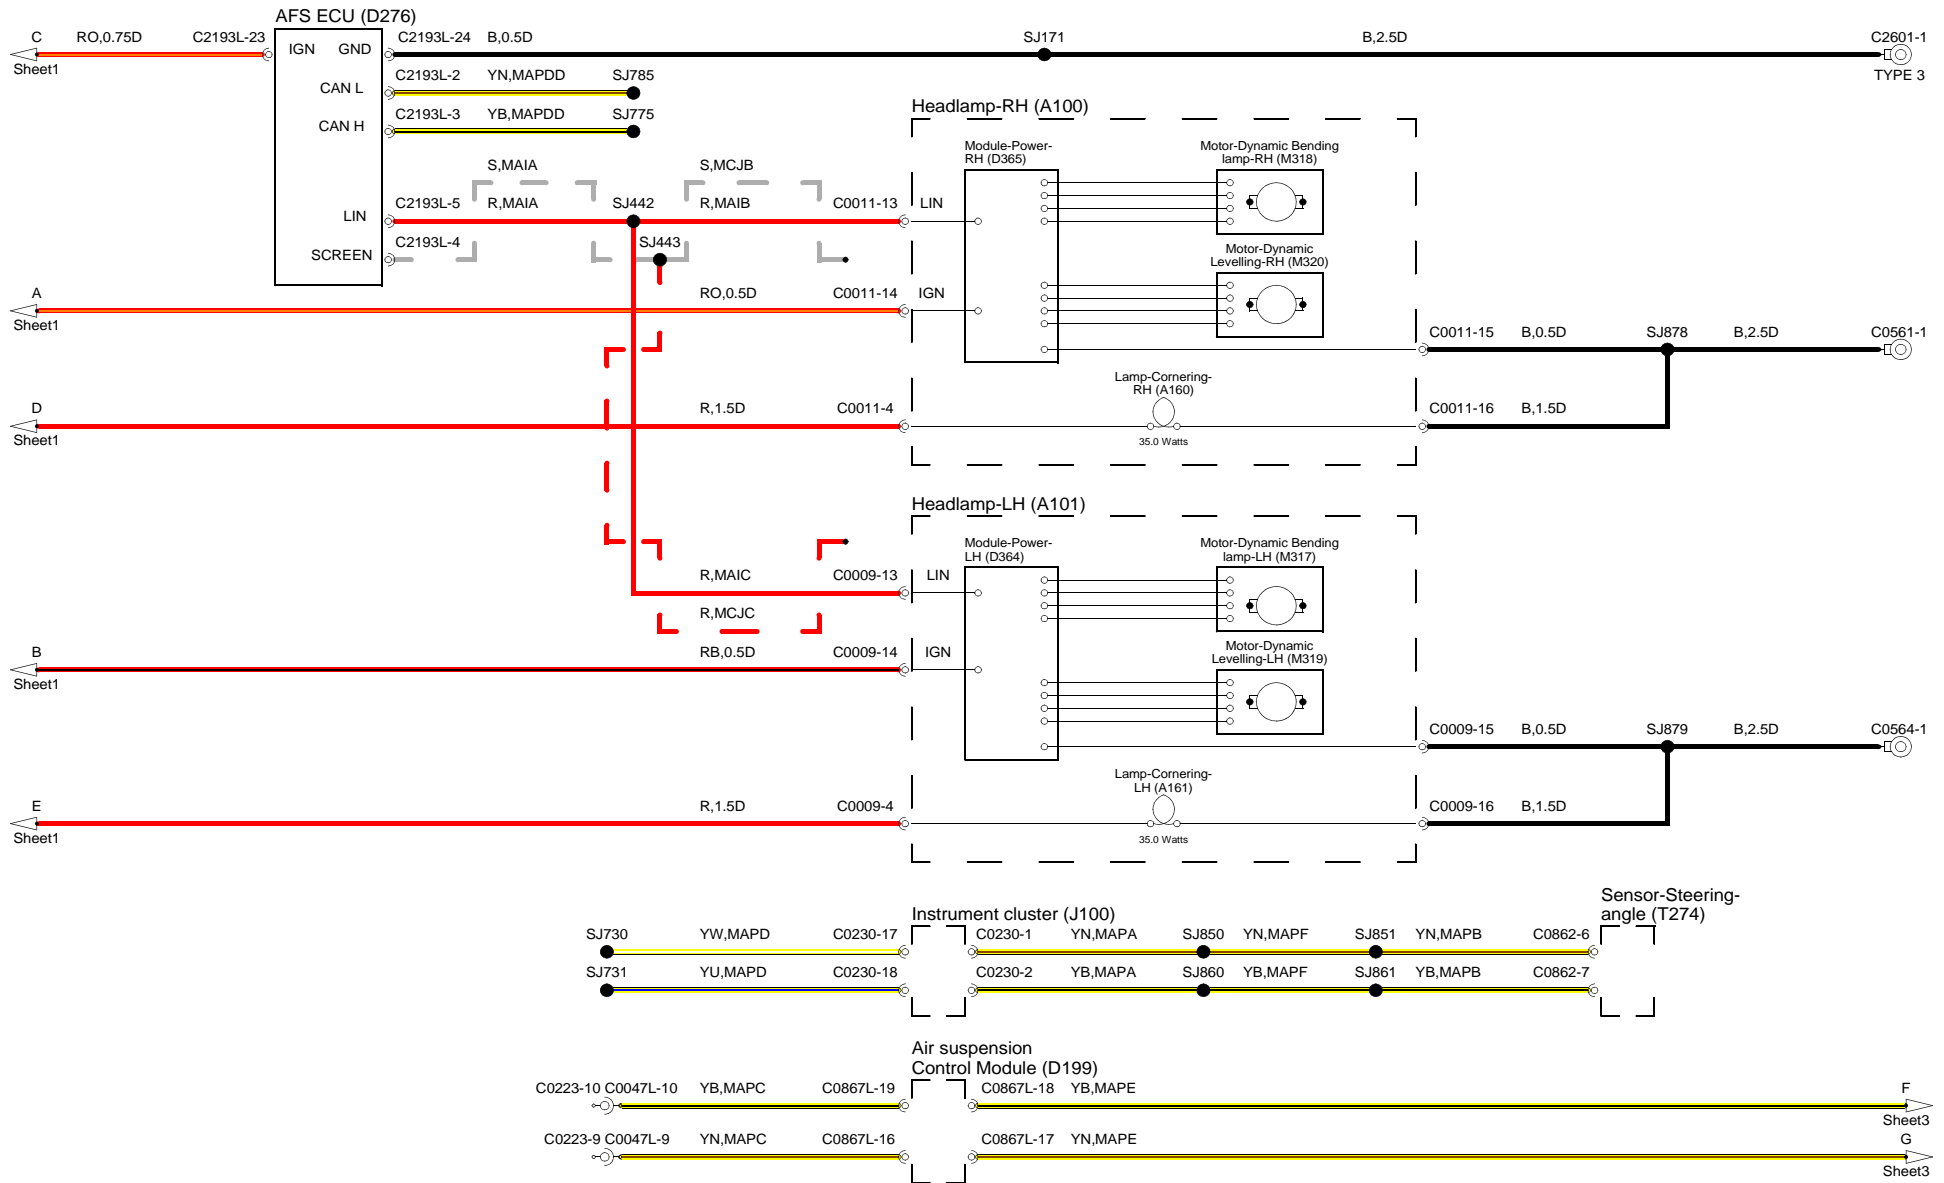 AFS ECU (D276)
C RO,0.75D C2193L-23 IGN GND C2193L-24 B,0.5D SJ171 B,2.5D C2601-1
Sheet1 TYPE 3
CAN L C2193L-2 YN,MAPDD SJ785
CAN H C2193L-3 YB,MAPDD SJ775
Headlamp-RH (A100)
Module-Power-
RH (D365)
Motor-Dynamic Bending
lamp-RH (M318)
S,MAIA S,MCJB
LIN C2193L-5 R,MAIA SJ442 R,MAIB C0011-13 LIN
SCREEN C2193L-4 SJ443
Motor-Dynamic
Levelling-RH (M320)
A RO,0.5D C0011-14 IGN
Sheet1
C0011-15 B,0.5D SJ878 B,2.5D C0561-1
Lamp-Cornering-
RH (A160)
D R,1.5D C0011-4 C0011-16 B,1.5D
Sheet1
35.0 Watts
Headlamp-LH (A101)
Module-Power-
LH (D364)
Motor-Dynamic Bending
lamp-LH (M317)
R,MAIC C0009-13 LIN
R,MCJC
Motor-Dynamic
Levelling-LH (M319)
B RB,0.5D C0009-14 IGN
Sheet1
C0009-15 B,0.5D SJ879 B,2.5D C0564-1
Lamp-Cornering-
LH (A161)
E R,1.5D C0009-4 C0009-16 B,1.5D
Sheet1
35.0 Watts
Sensor-Steering-
angle (T274)
Instrument cluster (J100)
SJ730 YW,MAPD C0230-17 C0230-1 YN,MAPA SJ850 YN,MAPF SJ851 YN,MAPB C0862-6
SJ731 YU,MAPD C0230-18 C0230-2 YB,MAPA SJ860 YB,MAPF SJ861 YB,MAPB C0862-7
Air suspension
Control Module (D199)
C0223-10 C0047L-10 YB,MAPC C0867L-19 C0867L-18 YB,MAPE F
Sheet3
C0223-9 C0047L-9 YN,MAPC C0867L-16 C0867L-17 YN,MAPE G
Sheet3